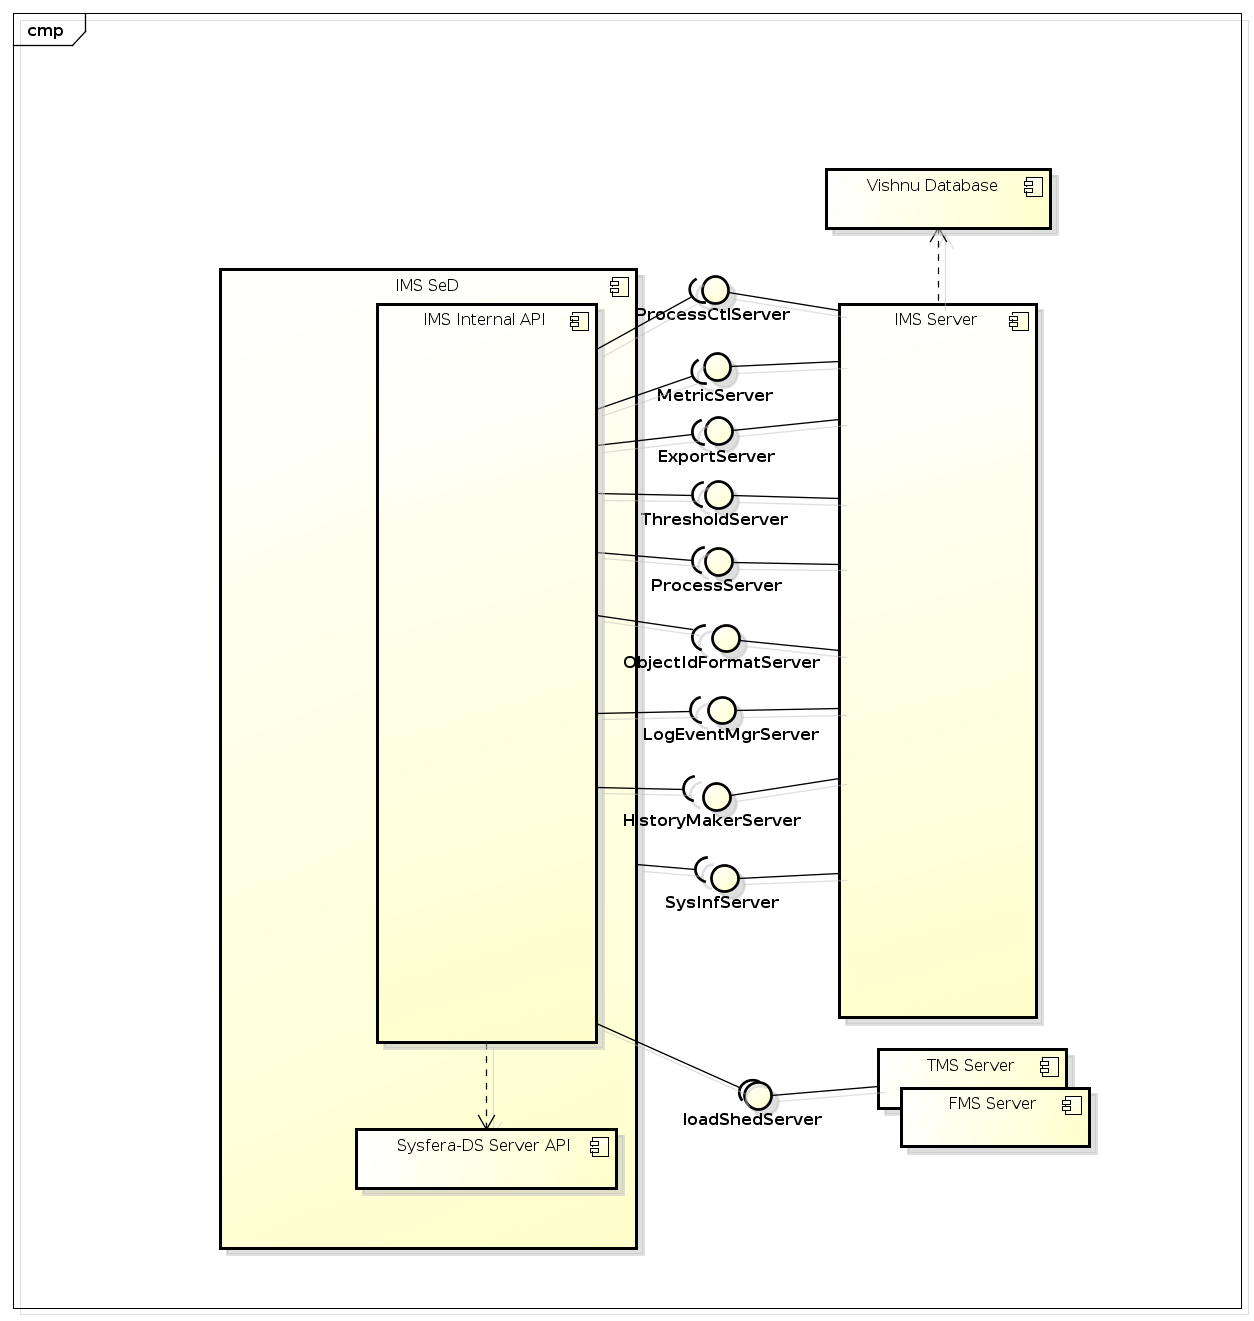 cmp
Vishnu Database
IMS SeD
IMS Internal API
IMS Server
ProcessCtlServer
MetricServer
ExportServer
ThresholdServer
ProcessServer
ObjectIdFormatServer
LogEventMgrServer
HistoryMakerServer
SysInfServer
TMS Server
FMS Server
loadShedServer
Sysfera-DS Server API